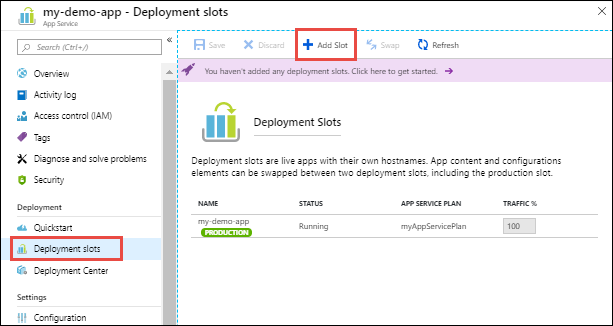 my-demo-app - Deployment slots
App Service
Search (Ctrl+/)
Overview
Activity log
Access control (IAM)
Tags
Diagnose and solve problems
Security
Deployment
Quickstart
Deployment slots
Deployment Center
Settings
Configuration
Save Discard Add Slot Swap Refresh
You haven't added any deployment slots. Click here to get started.
Deployment Slots
Deployment slots are live apps with their own hostnames. App content and configurations
elements can be swapped between two deployment slots, including the production slot.
NAME STATUS APP SERVICE PLAN TRAFFIC %
my-demo-app Running myAppServicePlan 100
PRODUCTION